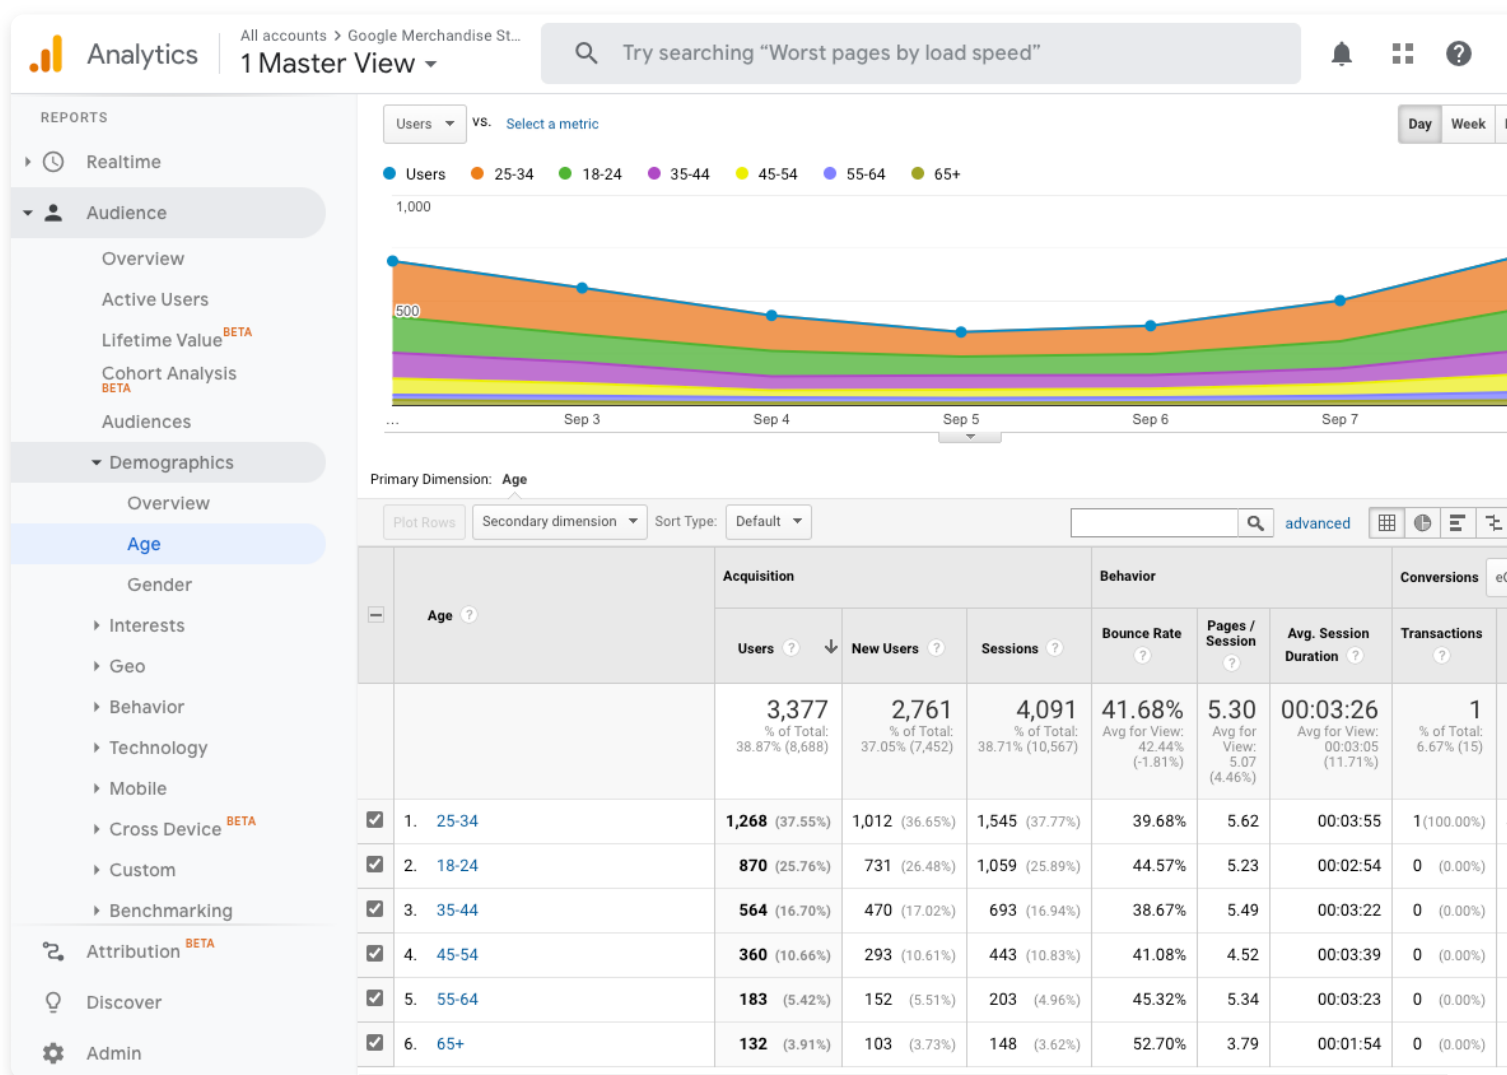 Analytics
All accounts > Google Merchandise St...
1 Master View
Try searching “Worst pages by load speed”
REPORTS
Realtime
Audience
Overview
Active Users
Lifetime Value BETA
Cohort Analysis
BETA
Audiences
Demographics
Overview
Age
Gender
Interests
Geo
Behavior
Technology
Mobile
Cross Device BETA
Custom
Benchmarking
Attribution BETA
Discover
Admin
Users vs. Select a metric
Day Week
Users 25-34 18-24 35-44 45-54 55-64 65+
1,000
500
... Sep 3 Sep 4 Sep 5 Sep 6 Sep 7
Primary Dimension: Age
Plot Rows Secondary dimension Sort Type: Default advanced
Acquisition Behavior Conversions
Age ? Users ? New Users ? Sessions ? Bounce Rate ? Pages / Session ? Avg. Session Duration ? Transactions ?
3,377 2,761 4,091 41.68% 5.30 00:03:26 1
% of Total: 38.87% (8,688) % of Total: 37.05% (7,452) % of Total: 38.71% (10,567) Avg for View: 42.44% (-1.81%) Avg for View: 5.07 (4.46%) Avg for View: 00:03:05 (11.71%) % of Total: 6.67% (15)
1. 25-34 1,268 (37.55%) 1,012 (36.65%) 1,545 (37.77%) 39.68% 5.62 00:03:55 1 (100.00%)
2. 18-24 870 (25.76%) 731 (26.48%) 1,059 (25.89%) 44.57% 5.23 00:02:54 0 (0.00%)
3. 35-44 564 (16.70%) 470 (17.02%) 693 (16.94%) 38.67% 5.49 00:03:22 0 (0.00%)
4. 45-54 360 (10.66%) 293 (10.61%) 443 (10.83%) 41.08% 4.52 00:03:39 0 (0.00%)
5. 55-64 183 (5.42%) 152 (5.51%) 203 (4.96%) 45.32% 5.34 00:03:23 0 (0.00%)
6. 65+ 132 (3.91%) 103 (3.73%) 148 (3.62%) 52.70% 3.79 00:01:54 0 (0.00%)